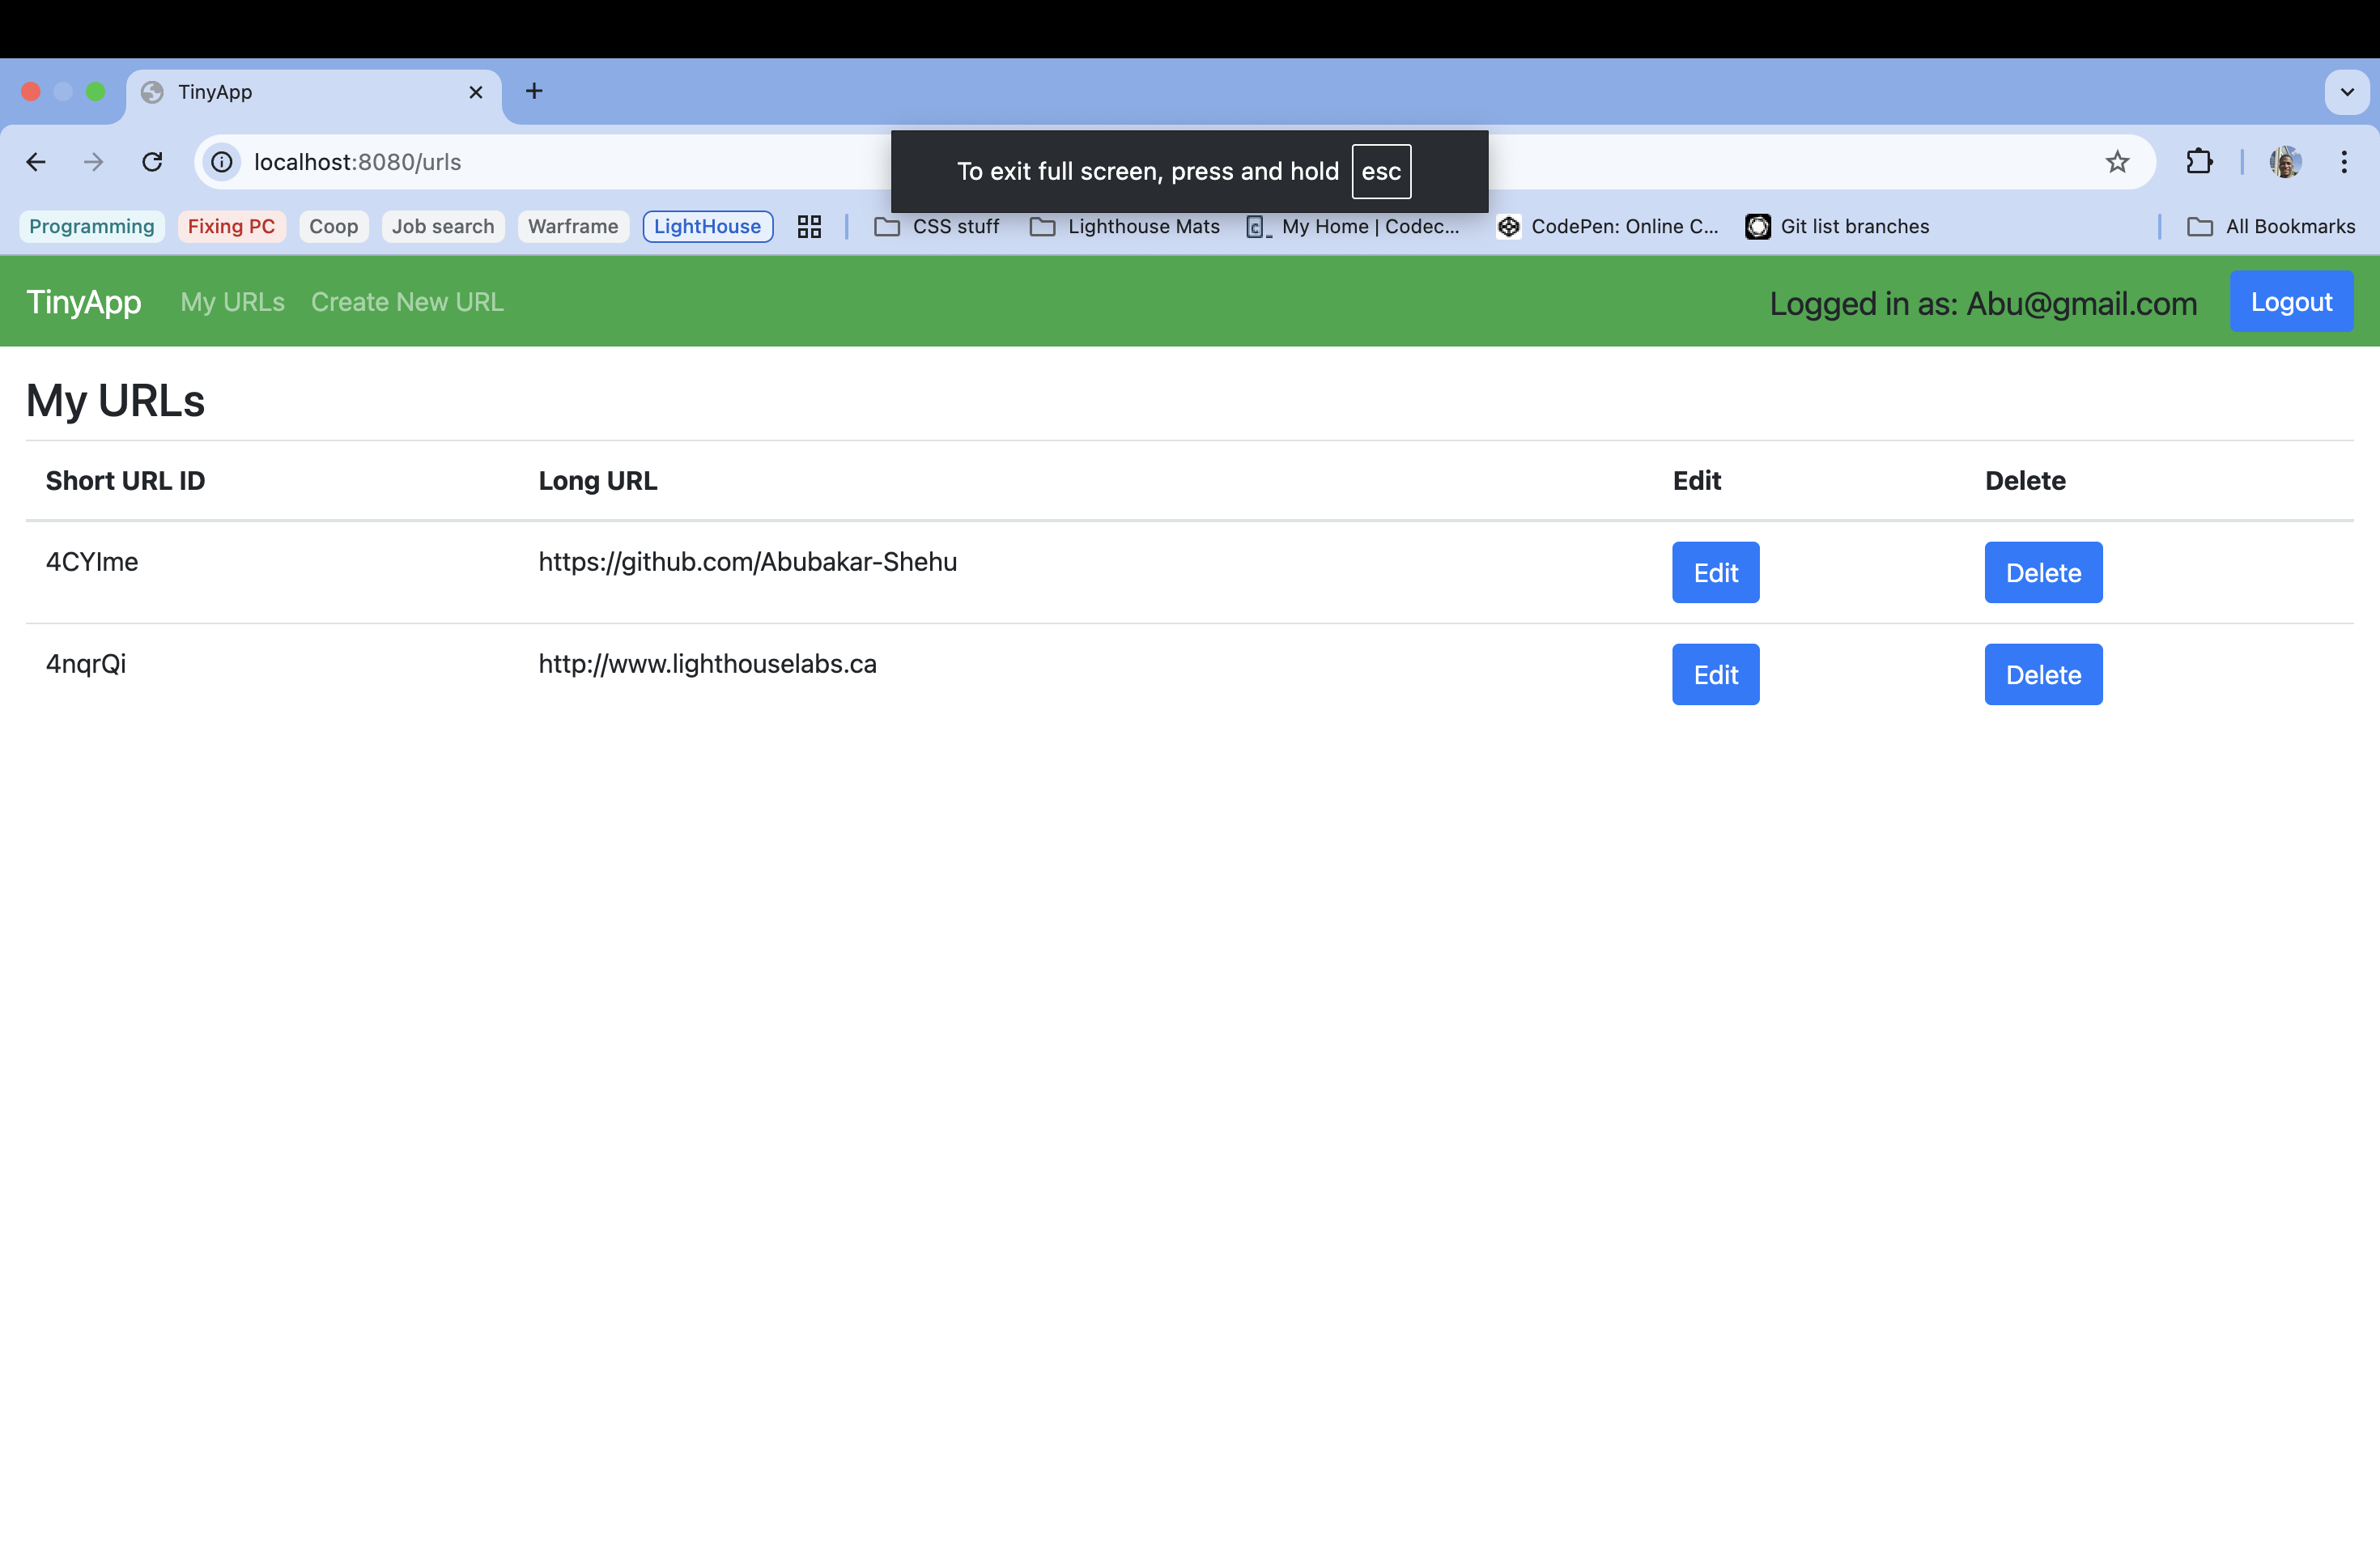 TinyApp
localhost:8080/urls
To exit full screen, press and hold esc
Programming Fixing PC Coop Job search Warframe LightHouse CSS stuff Lighthouse Mats My Home | Codec... CodePen: Online C... Git list branches All Bookmarks
TinyApp My URLs Create New URL Logged in as: Abu@gmail.com Logout
My URLs
Short URL ID Long URL Edit Delete
4CYIme https://github.com/Abubakar-Shehu Edit Delete
4nqrQi http://www.lighthouselabs.ca Edit Delete